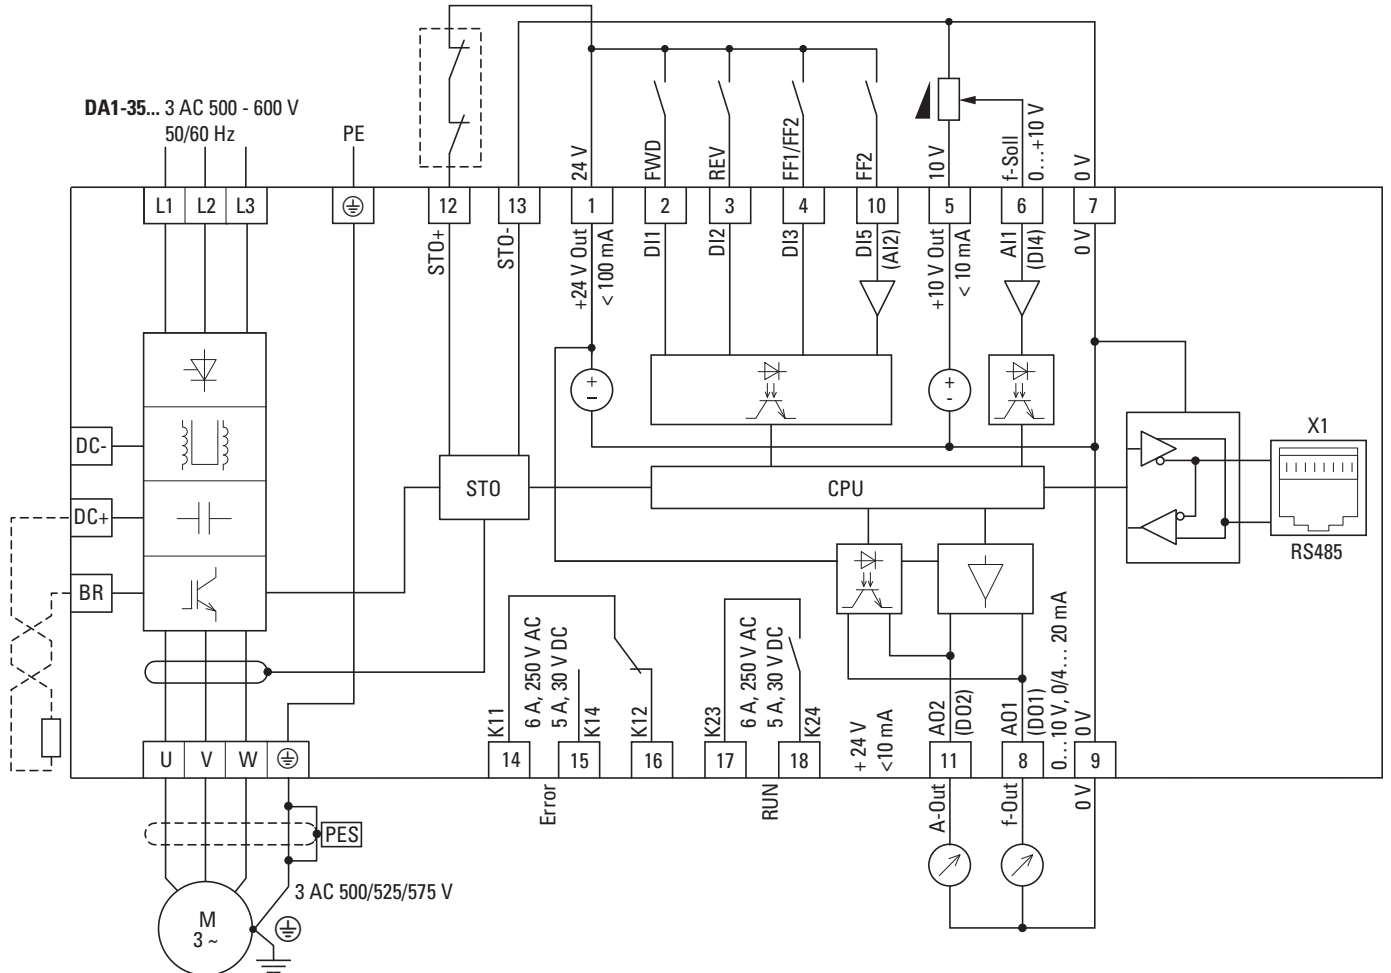 DA1-35... 3 AC 500 - 600 V
50/60 Hz
PE
24 V
FWD
REV
FF1/FF2
FF2
10 V
f-Soll
0…+10 V
0 V
L1
L2
L3
12
13
1
2
3
4
10
5
6
7
STO+
STO-
+24 V Out
< 100 mA
DI1
DI2
DI3
DI5
(AI2)
+10 V Out
< 10 mA
AI1
(DI4)
0 V
+
–
+
-
DC-
DC+
BR
STO
CPU
X1
RS485
K11
6 A, 250 V AC
5 A, 30 V DC
K14
K12
K23
6 A, 250 V AC
5 A, 30 V DC
K24
+ 24 V
<10 mA
AO2
(DO2)
AO1
(DO1)
0…10 V, 0/4…20 mA
0 V
U
V
W
14
15
16
17
18
11
8
9
Error
RUN
A-Out
f-Out
0 V
PES
3 AC 500/525/575 V
M
3 ~